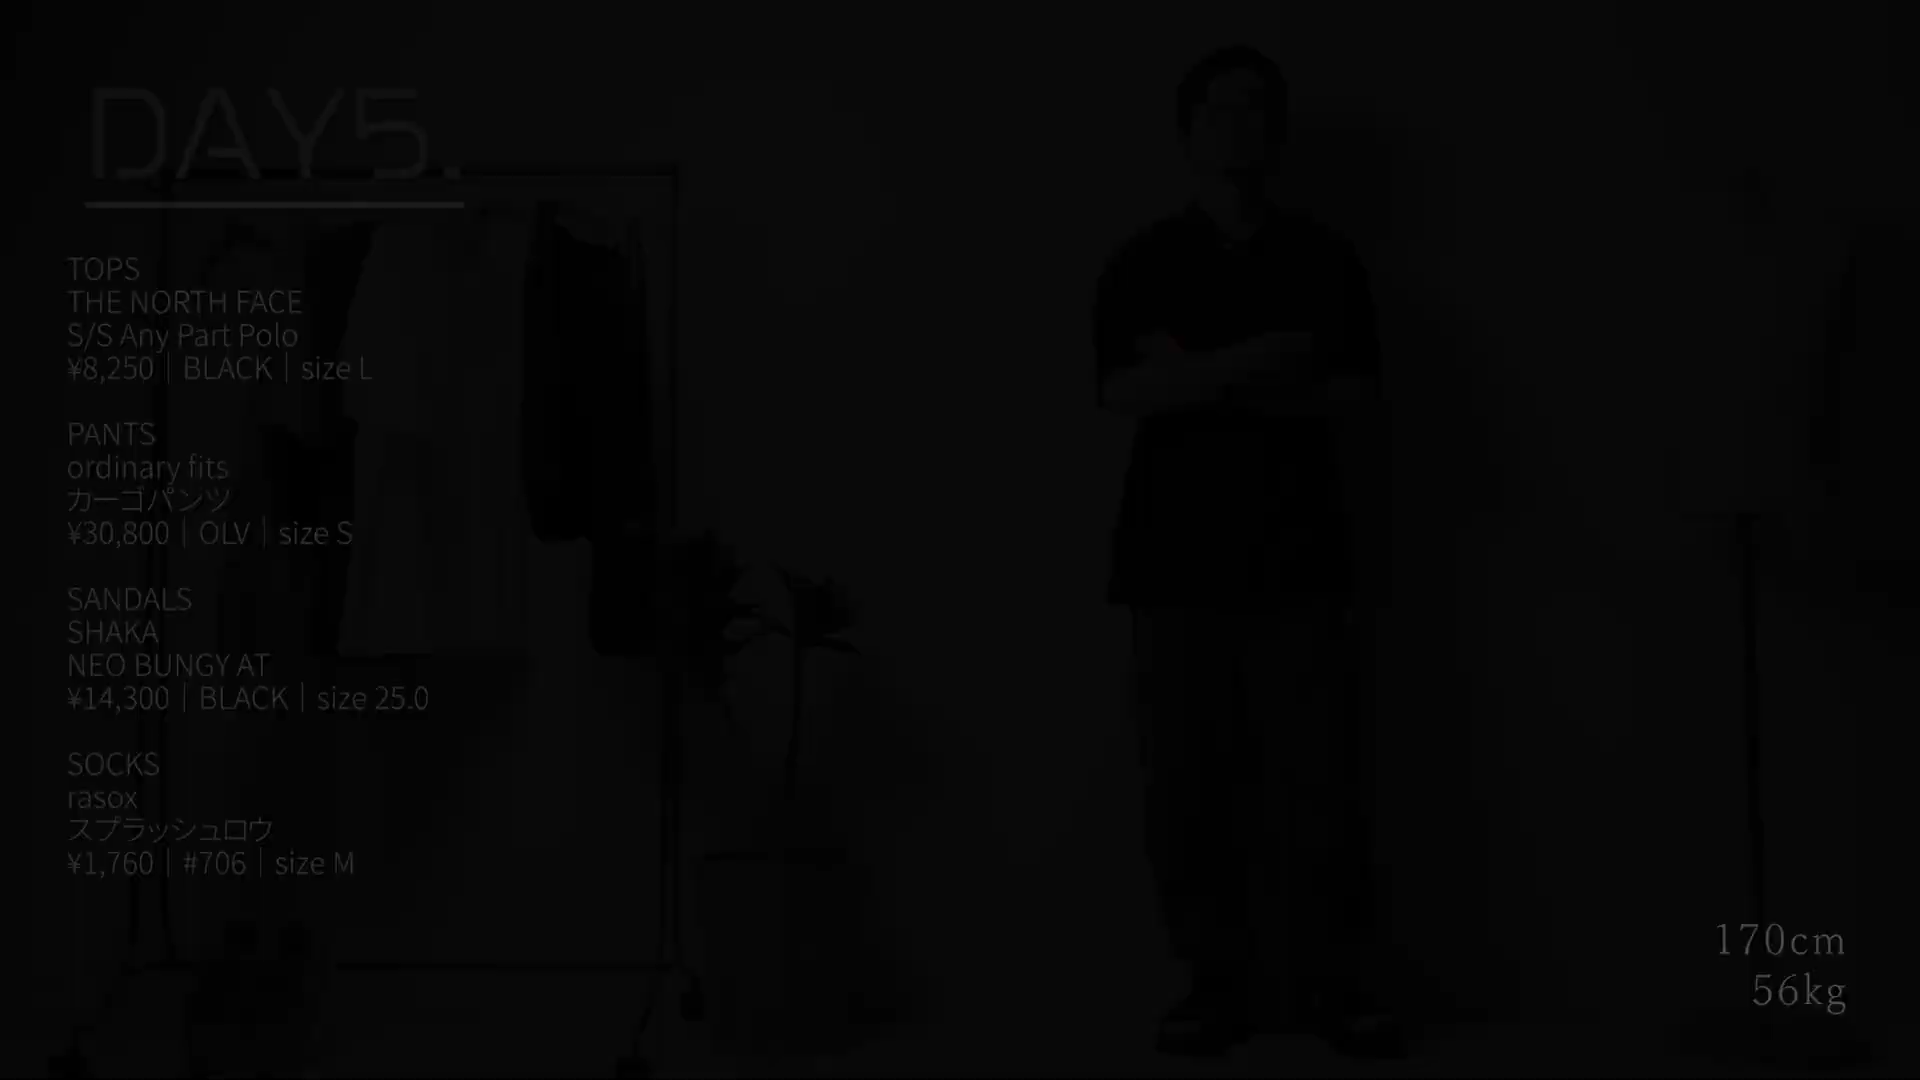 DAY5.
TOPS
THE NORTH FACE
S/S Any Part Polo
¥8,250｜BLACK｜size L
PANTS
ordinary fits
カーゴパンツ
¥30,800｜OLV｜size S
SANDALS
SHAKA
NEO BUNGY AT
¥14,300｜BLACK｜size 25.0
SOCKS
rasox
スプラッシュロウ
¥1,760｜#706｜size M
170cm
56kg